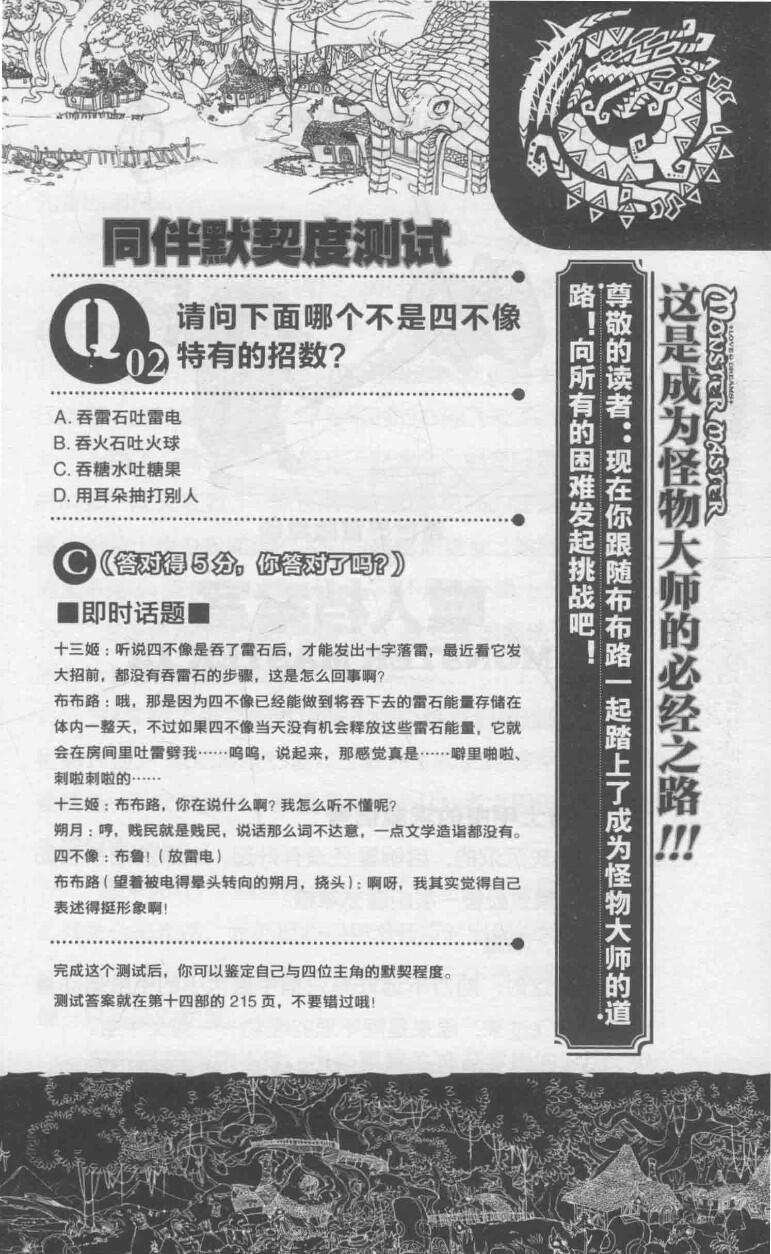 同伴默契度测试
Q 02
请问下面哪个不是四不像
特有的招数？
A. 吞雷石吐雷电
B. 吞火石吐火球
C. 吞糖水吐糖果
D. 用耳朵抽打别人
C《答对得 5 分，你答对了吗？》
■即时话题■
十三姬：听说四不像是吞了雷石后，才能发出十字落雷，最近看它发
大招前，都没有吞雷石的步骤，这是怎么回事啊？
布布路：哦，那是因为四不像已经能做到将吞下去的雷石能量存储在
体内一整天，不过如果四不像当天没有机会释放这些雷石能量，它就
会在房间里吐雷劈我……呜呜，说起来，那感觉真是……噼里啪啦、
刺啦刺啦的……
十三姬：布布路，你在说什么啊？我怎么听不懂呢？
朔月：哼，贱民就是贱民，说话那么词不达意，一点文学造诣都没有。
四不像：布鲁！（放雷电）
布布路（望着被电得晕头转向的朔月，挠头）：啊呀，我其实觉得自己
表述得挺形象啊！
完成这个测试后，你可以鉴定自己与四位主角的默契程度。
测试答案就在第十四部的 215 页，不要错过哦！
MONSTER MASTER
+LOVE & DREAMS+
这是成为怪物大师的必经之路!!!
尊敬的读者：现在你跟随布布路一起踏上了成为怪物大师的道
路！向所有的困难发起挑战吧！